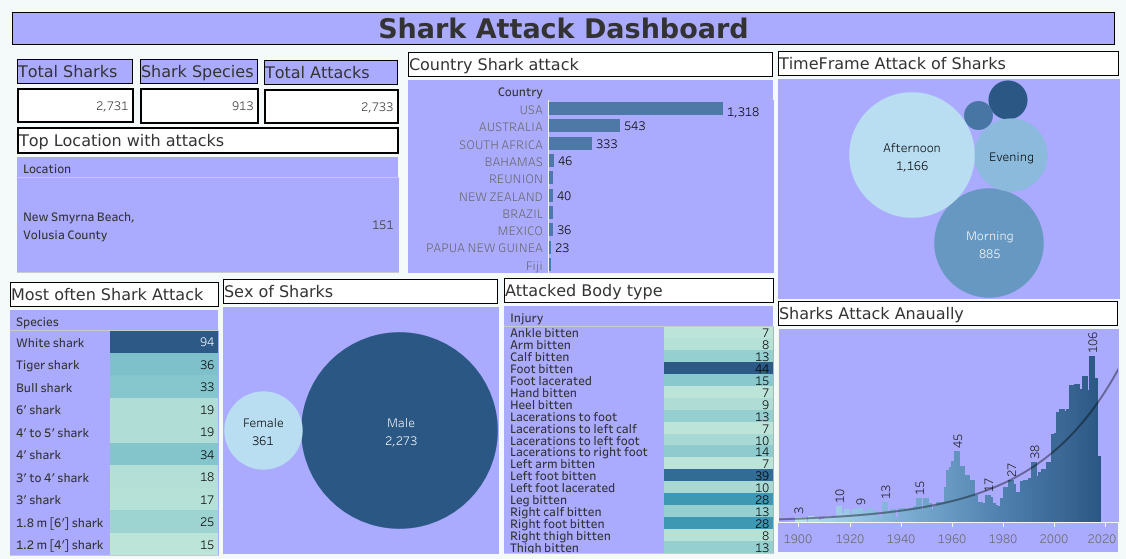 Shark Attack Dashboard
Total Sharks
2,731
Shark Species
913
Total Attacks
2,733
Top Location with attacks
Location
New Smyrna Beach,
Volusia County
151
Country Shark attack
Country
USA 1,318
AUSTRALIA 543
SOUTH AFRICA 333
BAHAMAS 46
REUNION
NEW ZEALAND 40
BRAZIL
MEXICO 36
PAPUA NEW GUINEA 23
Fiji
TimeFrame Attack of Sharks
Afternoon
1,166
Evening
Morning
885
Most often Shark Attack
Species
White shark 94
Tiger shark 36
Bull shark 33
6' shark 19
4' to 5' shark 19
4' shark 34
3' to 4' shark 18
3' shark 17
1.8 m [6'] shark 25
1.2 m [4'] shark 15
Sex of Sharks
Female
361
Male
2,273
Attacked Body type
Injury
Ankle bitten 7
Arm bitten 8
Calf bitten 13
Foot bitten 44
Foot lacerated 15
Hand bitten 7
Heel bitten 9
Lacerations to foot 13
Lacerations to left calf 7
Lacerations to left foot 10
Lacerations to right foot 14
Left arm bitten 7
Left foot bitten 39
Left foot lacerated 10
Leg bitten 28
Right calf bitten 13
Right foot bitten 28
Right thigh bitten 8
Thigh bitten 13
Sharks Attack Anaually
3 10 9 13 15 45 17 27 38 106
1900 1920 1940 1960 1980 2000 2020